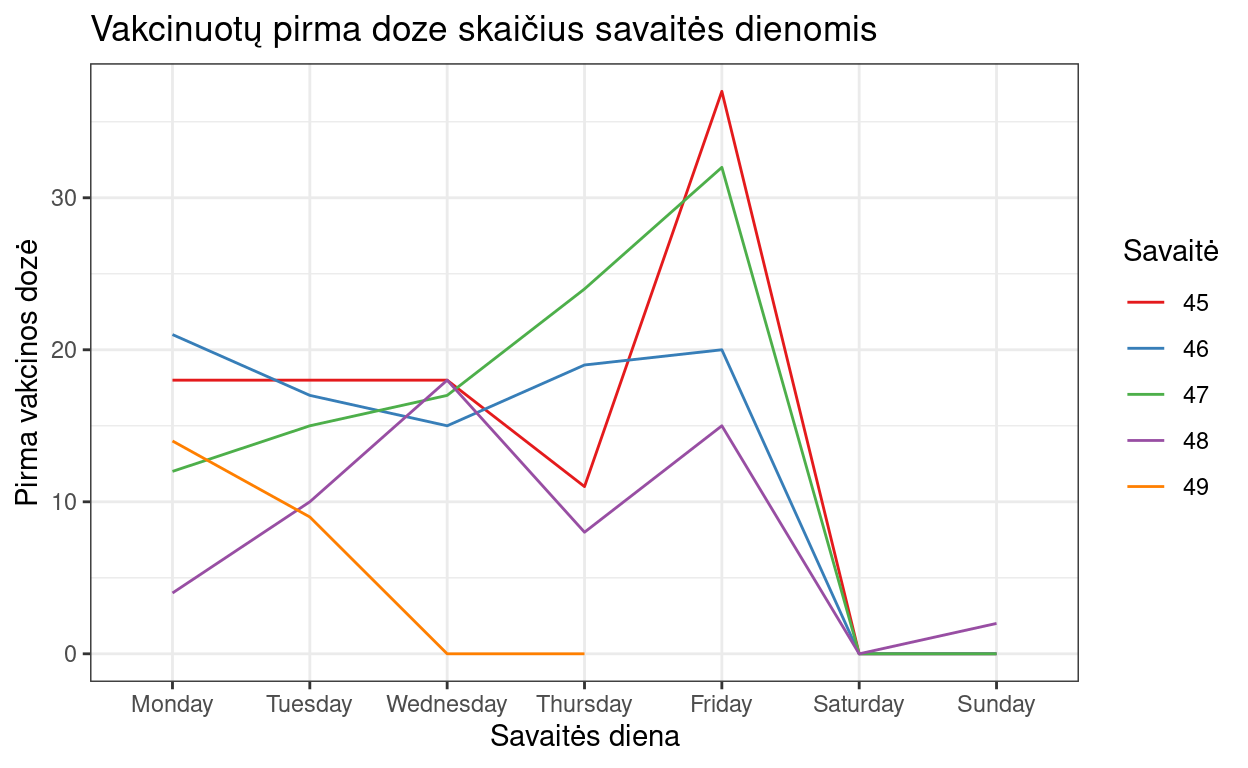 Vakcinuotų pirma doze skaičius savaitės dienomis
Pirma vakcinos dozė
30
20
10
0
Monday Tuesday Wednesday Thursday Friday Saturday Sunday
Savaitės diena
Savaitė
45
46
47
48
49